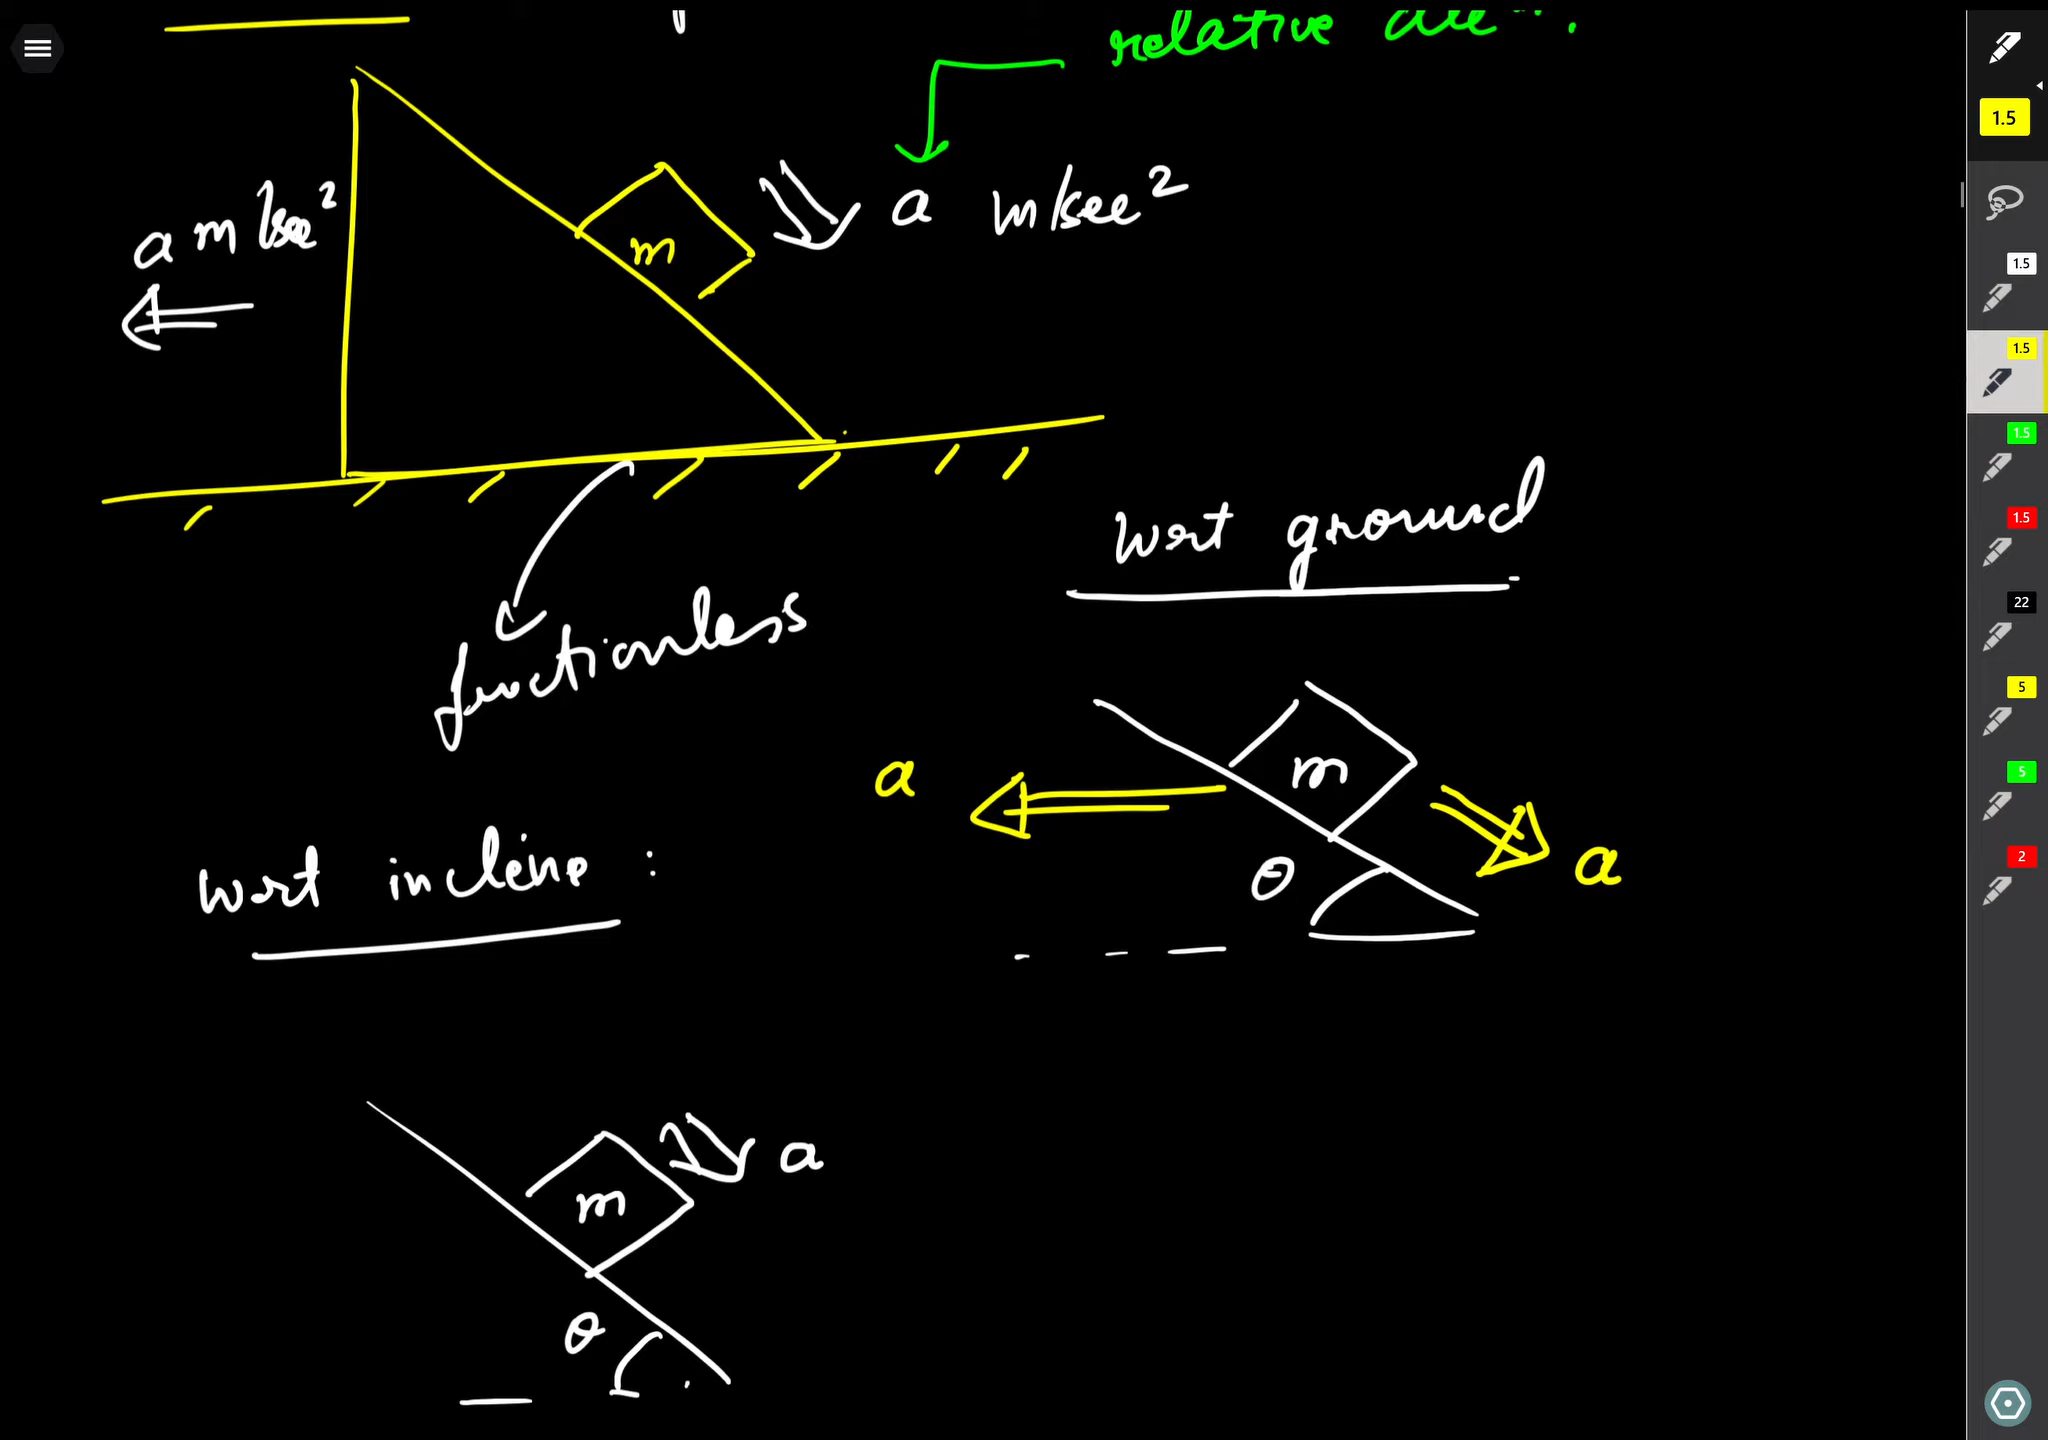 relative
a m/sec²
a m/sec²
m
frictionless
wrt ground
m
a
a
θ
wrt incline :
m
a
θ
1.5
1.5
1.5
1.5
1.5
22
5
5
2